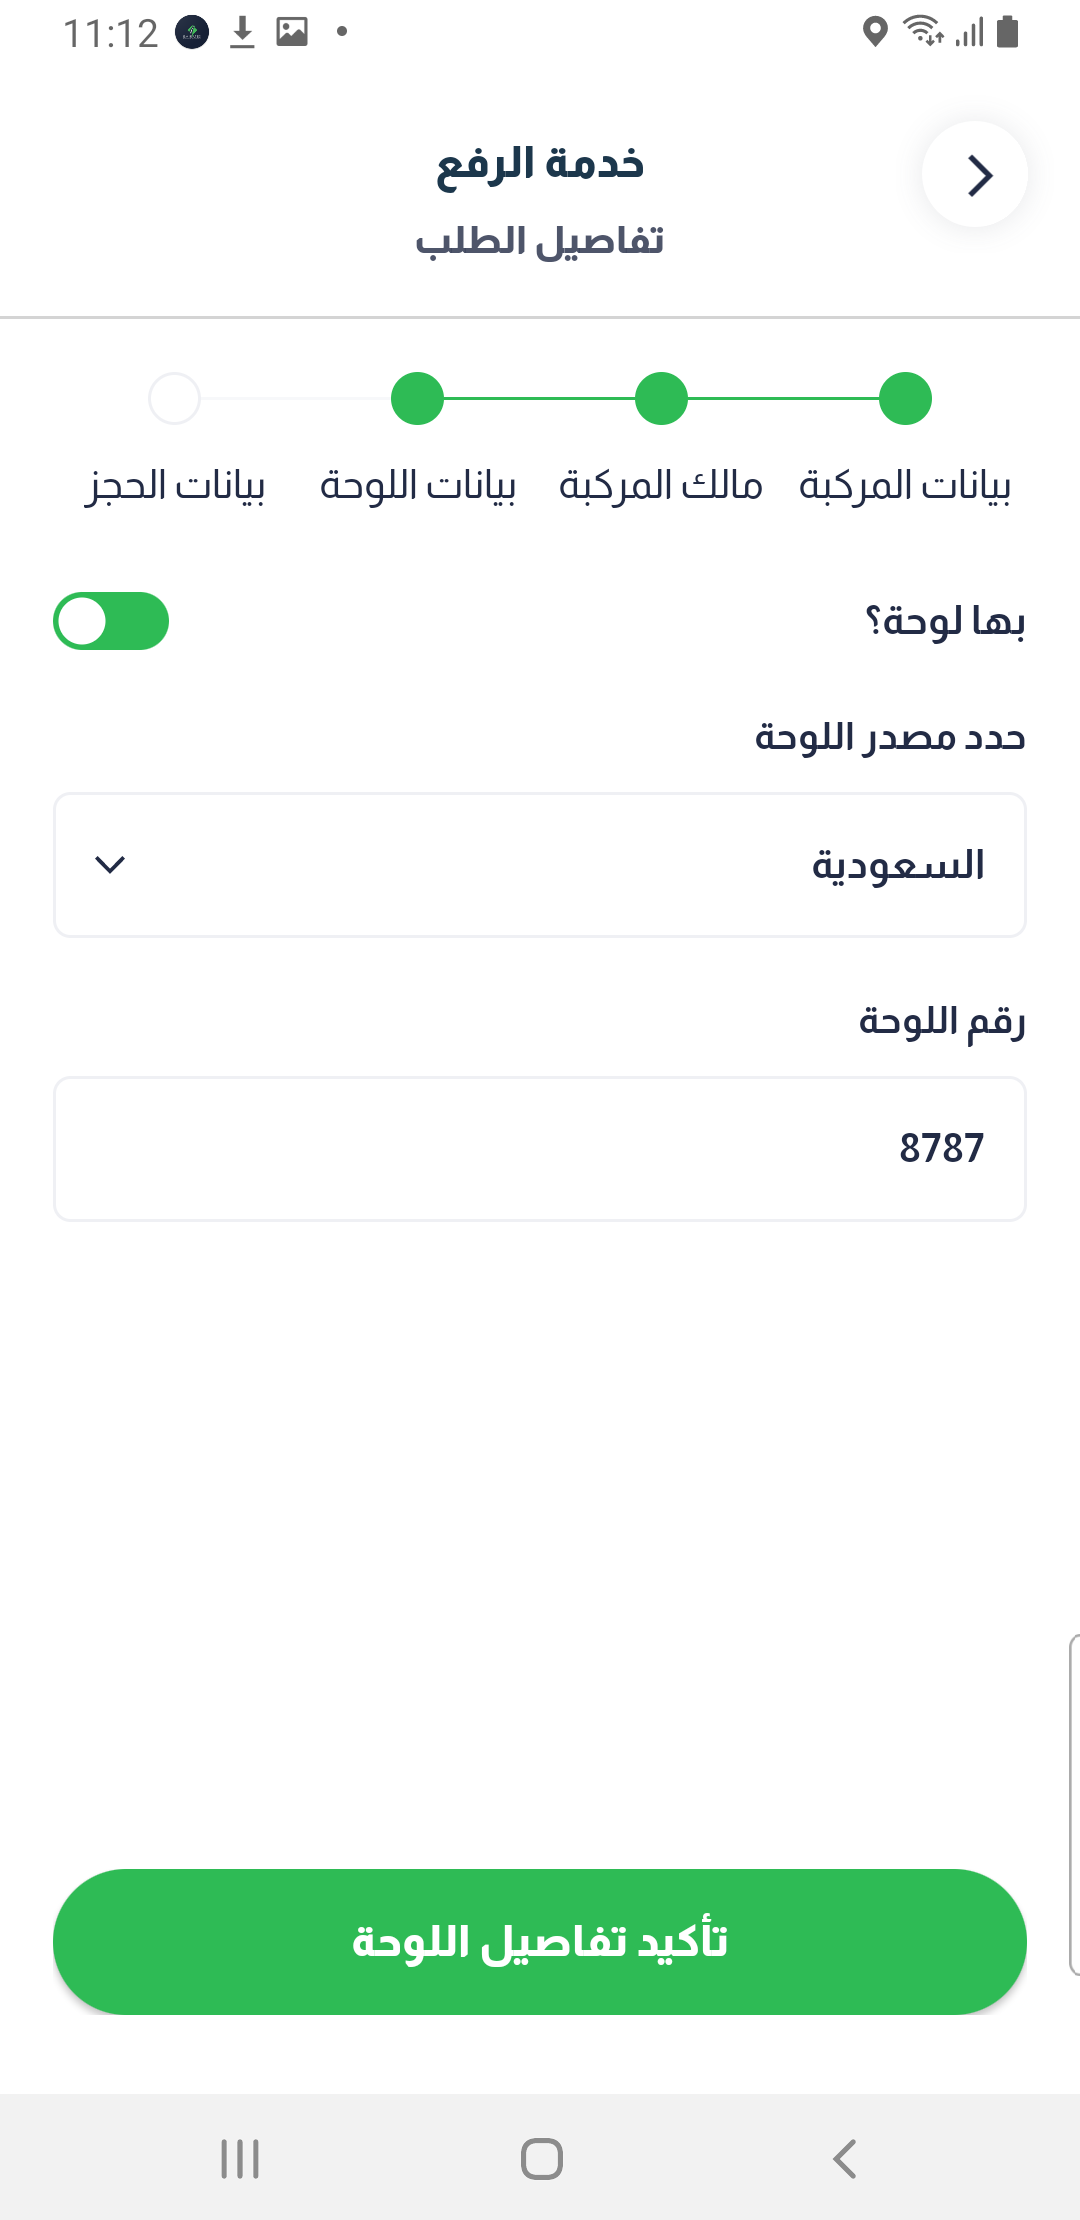 11:12
خدمة الرفع
تفاصيل الطلب
بيانات المركبة مالك المركبة بيانات اللوحة بيانات الحجز
بها لوحة؟
حدد مصدر اللوحة
السعودية
رقم اللوحة
8787
تأكيد تفاصيل اللوحة